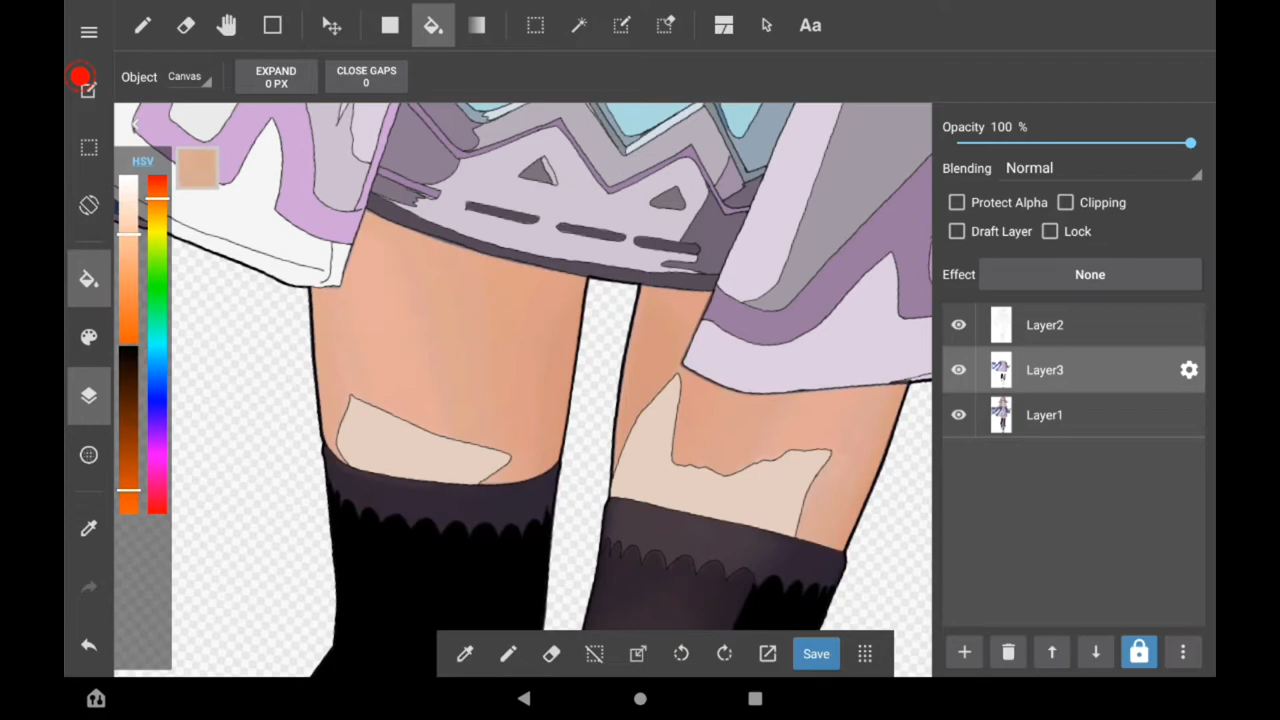 Aa
Object Canvas
EXPAND
0 PX
CLOSE GAPS
0
HSV
Opacity 100 %
Blending Normal
Protect Alpha Clipping
Draft Layer Lock
Effect None
Layer2
Layer3
Layer1
Save